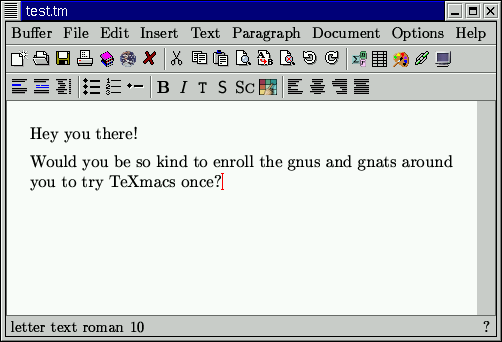 test.tm
Buffer File Edit Insert Text Paragraph Document Options Help
B I T S SC
Hey you there!
Would you be so kind to enroll the gnus and gnats around
you to try TeXmacs once?
letter text roman 10 ?